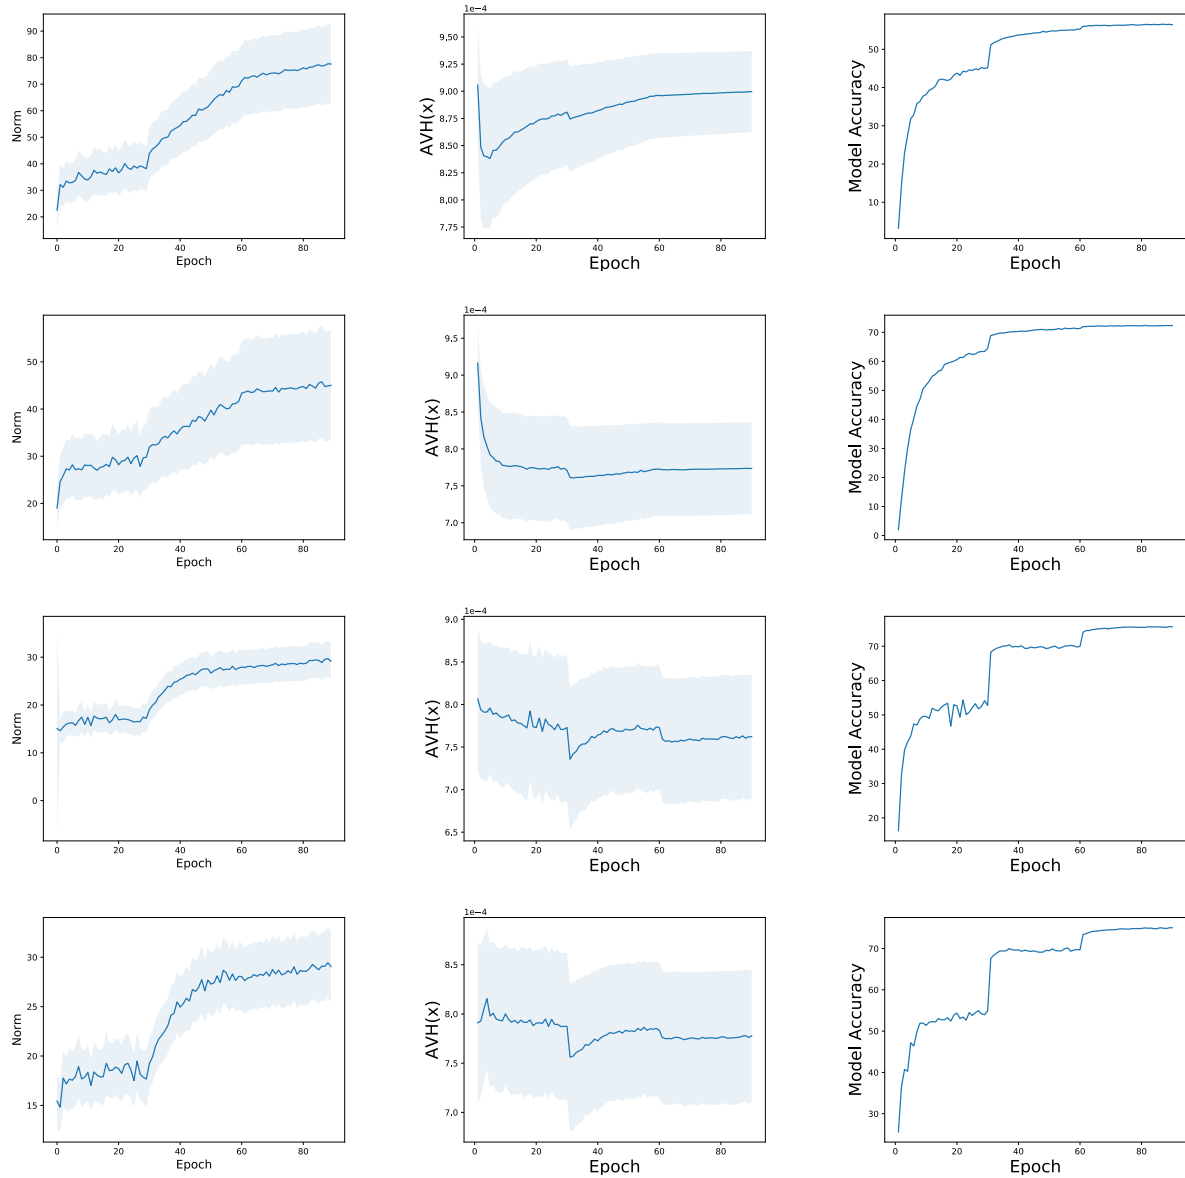 1e−4
90
80
70
60
50
40
30
20
Norm
0 20 40 60 80
Epoch
9,50
9,25
9,00
8,75
8,50
8,25
8,00
7,75
AVH(x)
0 20 40 60 80
Epoch
50
40
30
20
10
Model Accuracy
0 20 40 60 80
Epoch
1e−4
50
40
30
20
Norm
0 20 40 60 80
Epoch
9.5
9.0
8.5
8.0
7.5
7.0
AVH(x)
0 20 40 60 80
Epoch
70
60
50
40
30
20
10
0
Model Accuracy
0 20 40 60 80
Epoch
1e−4
30
20
10
0
Norm
0 20 40 60 80
Epoch
9.0
8.5
8.0
7.5
7.0
6.5
AVH(x)
0 20 40 60 80
Epoch
70
60
50
40
30
20
Model Accuracy
0 20 40 60 80
Epoch
1e−4
30
25
20
15
Norm
0 20 40 60 80
Epoch
8.5
8.0
7.5
7.0
AVH(x)
0 20 40 60 80
Epoch
70
60
50
40
30
Model Accuracy
0 20 40 60 80
Epoch